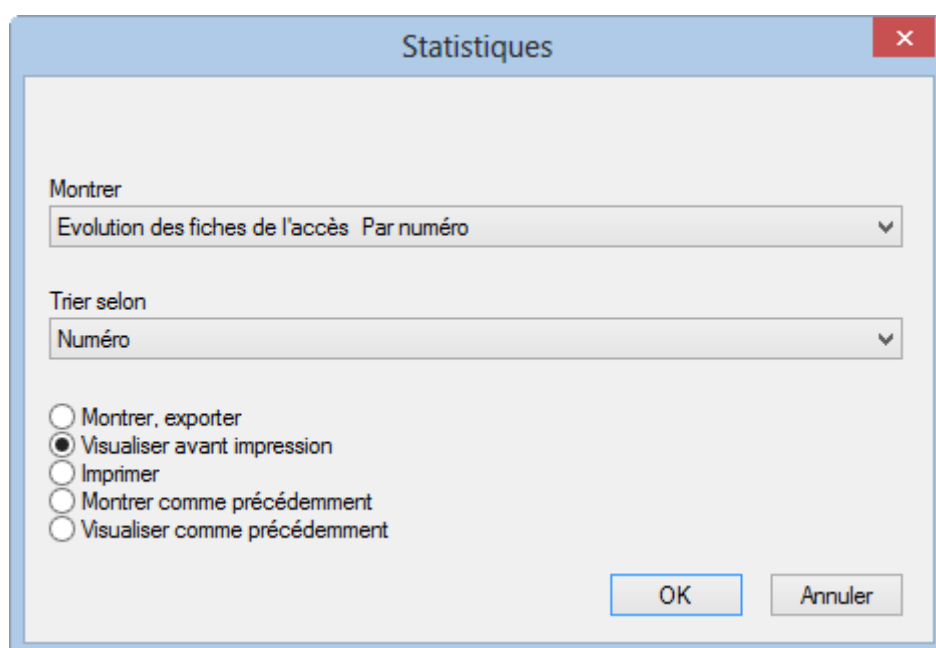 Statistiques
Montrer
Evolution des fiches de l'accès  Par numéro
Trier selon
Numéro
Montrer, exporter
Visualiser avant impression
Imprimer
Montrer comme précédemment
Visualiser comme précédemment
OK Annuler